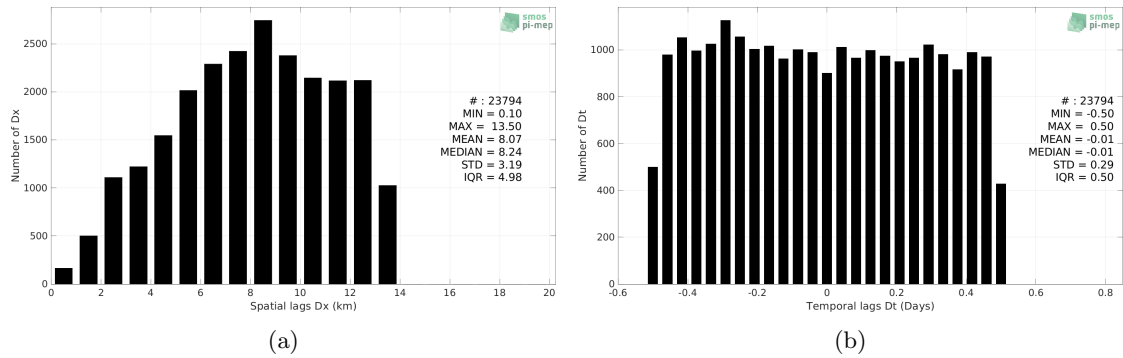 smos
pi-mep
2500
2000
1500
1000
500
0
Number of Dx
# : 23794
MIN = 0.10
MAX = 13.50
MEAN = 8.07
MEDIAN = 8.24
STD = 3.19
IQR = 4.98
0 2 4 6 8 10 12 14 16 18 20
Spatial lags Dx (km)
(a)
smos
pi-mep
1000
800
600
400
200
0
Number of Dt
# : 23794
MIN = -0.50
MAX = 0.50
MEAN = -0.01
MEDIAN = -0.01
STD = 0.29
IQR = 0.50
-0.6 -0.4 -0.2 0 0.2 0.4 0.6 0.8
Temporal lags Dt (Days)
(b)